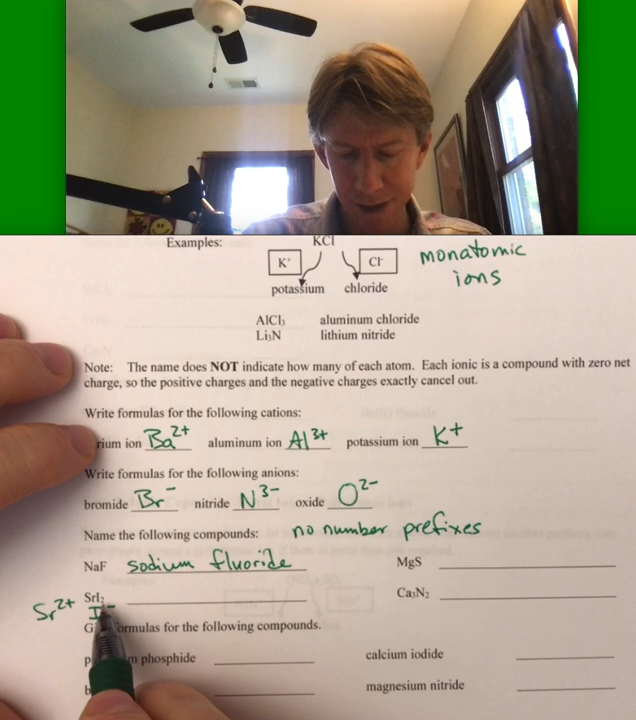 Examples: KCl
K⁺ Cl⁻ monatomic
ions
potassium chloride
AlCl₃ aluminum chloride
Li₃N lithium nitride
Note: The name does NOT indicate how many of each atom. Each ionic is a compound with zero net
charge, so the positive charges and the negative charges exactly cancel out.
Write formulas for the following cations:
rium ion Ba²⁺ aluminum ion Al³⁺ potassium ion K⁺
Write formulas for the following anions:
bromide Br⁻ nitride N³⁻ oxide O²⁻
Name the following compounds: no number prefixes
NaF sodium fluoride MgS
Sr²⁺ SrI₂ Ca₃N₂
I⁻
formulas for the following compounds.
phosphide calcium iodide
magnesium nitride